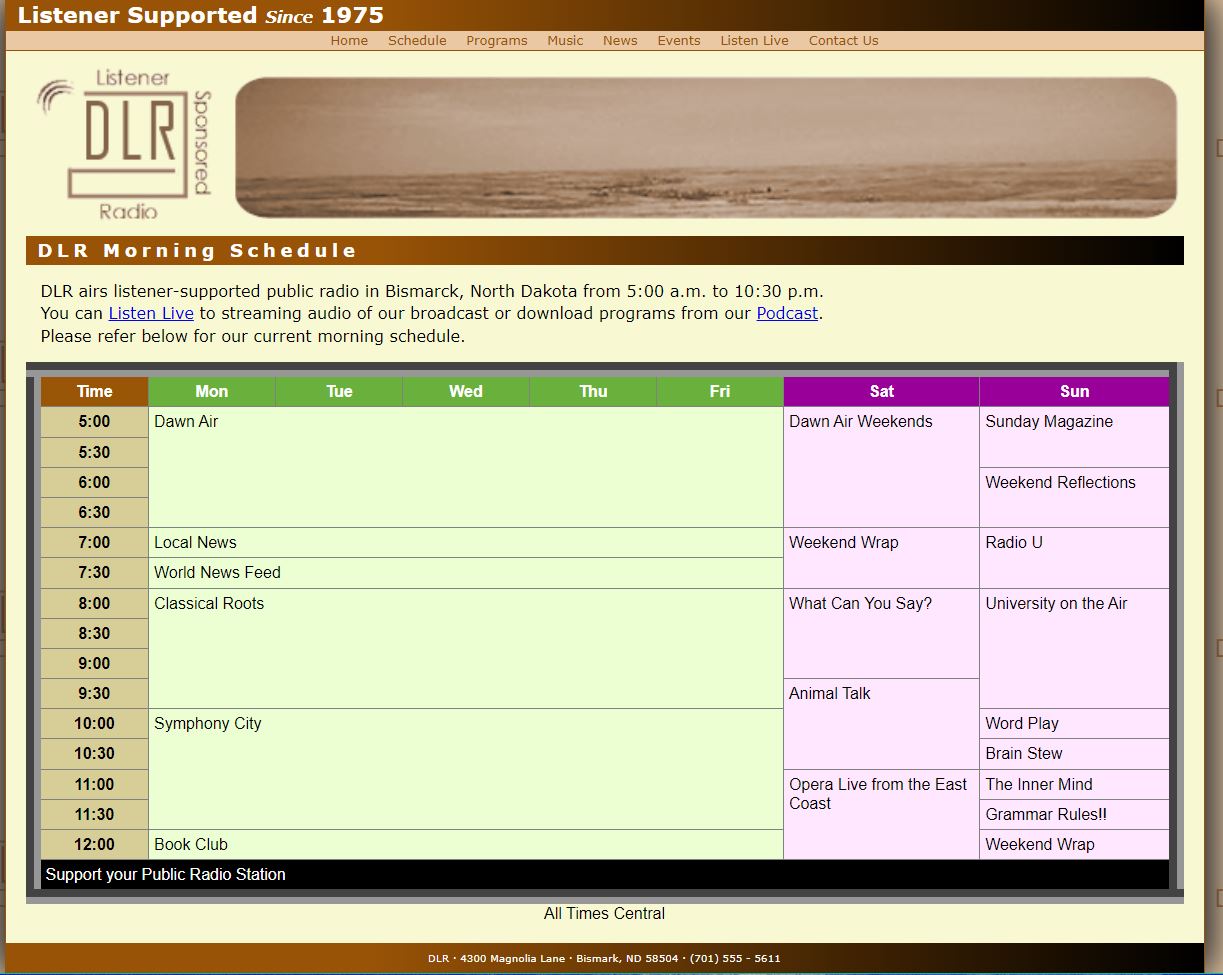 Listener Supported Since 1975
Home Schedule Programs Music News Events Listen Live Contact Us
Listener
DLR
Sponsored
Radio
DLR Morning Schedule
DLR airs listener-supported public radio in Bismarck, North Dakota from 5:00 a.m. to 10:30 p.m.
You can Listen Live to streaming audio of our broadcast or download programs from our Podcast.
Please refer below for our current morning schedule.
Time Mon Tue Wed Thu Fri Sat Sun
5:00 Dawn Air Dawn Air Weekends Sunday Magazine
5:30
6:00 Weekend Reflections
6:30
7:00 Local News Weekend Wrap Radio U
7:30 World News Feed
8:00 Classical Roots What Can You Say? University on the Air
8:30
9:00
9:30 Animal Talk
10:00 Symphony City Word Play
10:30 Brain Stew
11:00 Opera Live from the East Coast The Inner Mind
11:30 Grammar Rules!!
12:00 Book Club Weekend Wrap
Support your Public Radio Station
All Times Central
DLR · 4300 Magnolia Lane · Bismark, ND 58504 · (701) 555 - 5611